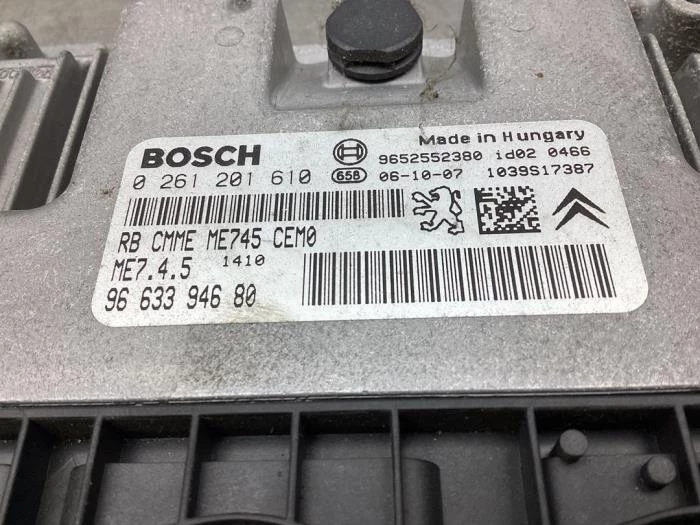 BOSCH Made in Hungary
9652552380 id02 0466
0 261 201 610 658 06-10-07 1039S17387
RB CMME ME745 CEM0
ME7.4.5 1410
96 633 946 80